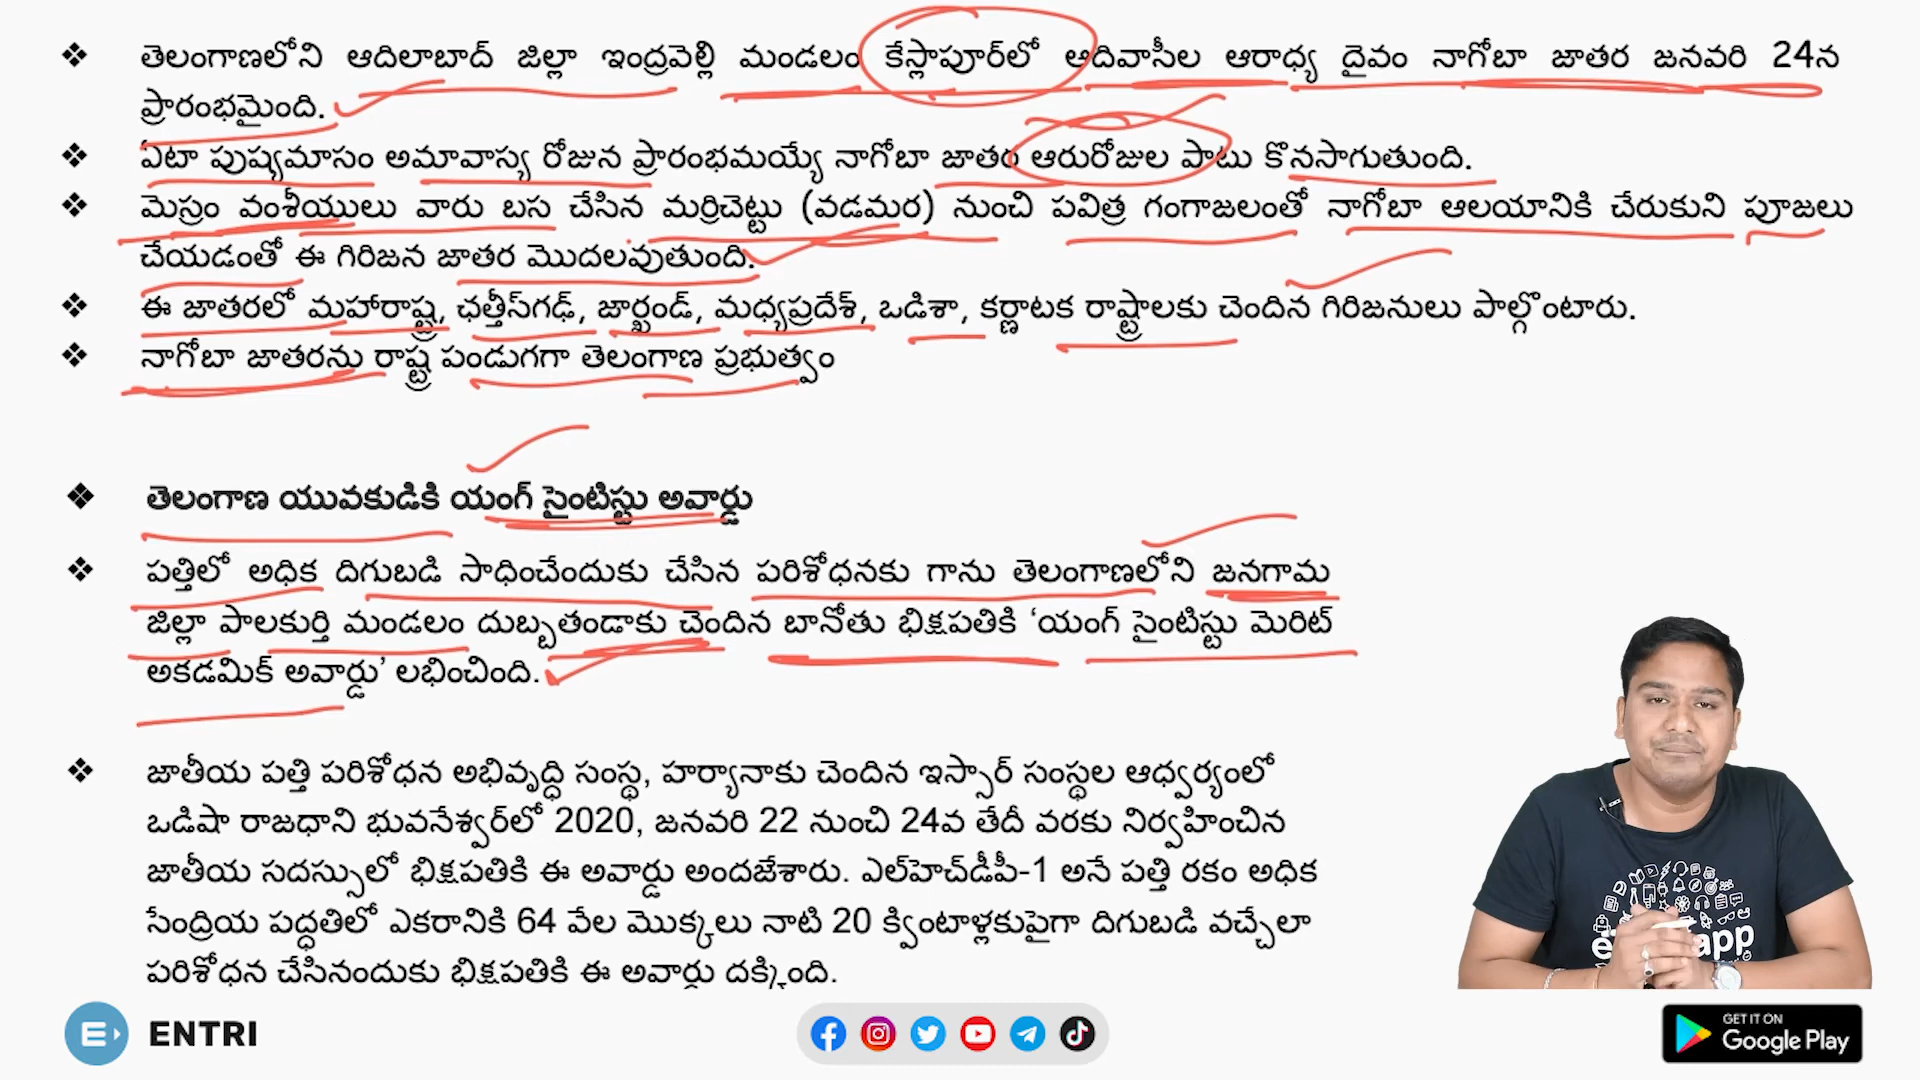 ❖ తెలంగాణలోని ఆదిలాబాద్ జిల్లా ఇంద్రవెల్లి మండలం కేస్లాపూర్‌లో ఆదివాసీల ఆరాధ్య దైవం నాగోబా జాతర జనవరి 24న
ప్రారంభమైంది.
❖ ఏటా పుష్యమాసం అమావాస్య రోజున ప్రారంభమయ్యే నాగోబా జాతర ఆరురోజుల పాటు కొనసాగుతుంది.
❖ మెస్రం వంశీయులు వారు బస చేసిన మర్రిచెట్టు (వడమర) నుంచి పవిత్ర గంగాజలంతో నాగోబా ఆలయానికి చేరుకుని పూజలు
చేయడంతో ఈ గిరిజన జాతర మొదలవుతుంది.
❖ ఈ జాతరలో మహారాష్ట్ర, ఛత్తీస్‌గఢ్, జార్ఖండ్, మధ్యప్రదేశ్, ఒడిశా, కర్ణాటక రాష్ట్రాలకు చెందిన గిరిజనులు పాల్గొంటారు.
❖ నాగోబా జాతరను రాష్ట్ర పండుగగా తెలంగాణ ప్రభుత్వం
❖ తెలంగాణ యువకుడికి యంగ్ సైంటిస్టు అవార్డు
❖ పత్తిలో అధిక దిగుబడి సాధించేందుకు చేసిన పరిశోధనకు గాను తెలంగాణలోని జనగామ
జిల్లా పాలకుర్తి మండలం దుబ్బతండాకు చెందిన బానోతు భిక్షపతికి ‘యంగ్ సైంటిస్టు మెరిట్
అకడమిక్ అవార్డు’ లభించింది.
❖ జాతీయ పత్తి పరిశోధన అభివృద్ధి సంస్థ, హర్యానాకు చెందిన ఇస్సార్ సంస్థల ఆధ్వర్యంలో
ఒడిషా రాజధాని భువనేశ్వర్‌లో 2020, జనవరి 22 నుంచి 24వ తేదీ వరకు నిర్వహించిన
జాతీయ సదస్సులో భిక్షపతికి ఈ అవార్డు అందజేశారు. ఎల్‌హెచ్‌డీపీ-1 అనే పత్తి రకం అధిక
సేంద్రియ పద్ధతిలో ఎకరానికి 64 వేల మొక్కలు నాటి 20 క్వింటాళ్లకుపైగా దిగుబడి వచ్చేలా
పరిశోధన చేసినందుకు భిక్షపతికి ఈ అవార్డు దక్కింది.
ENTRI
GET IT ON
Google Play